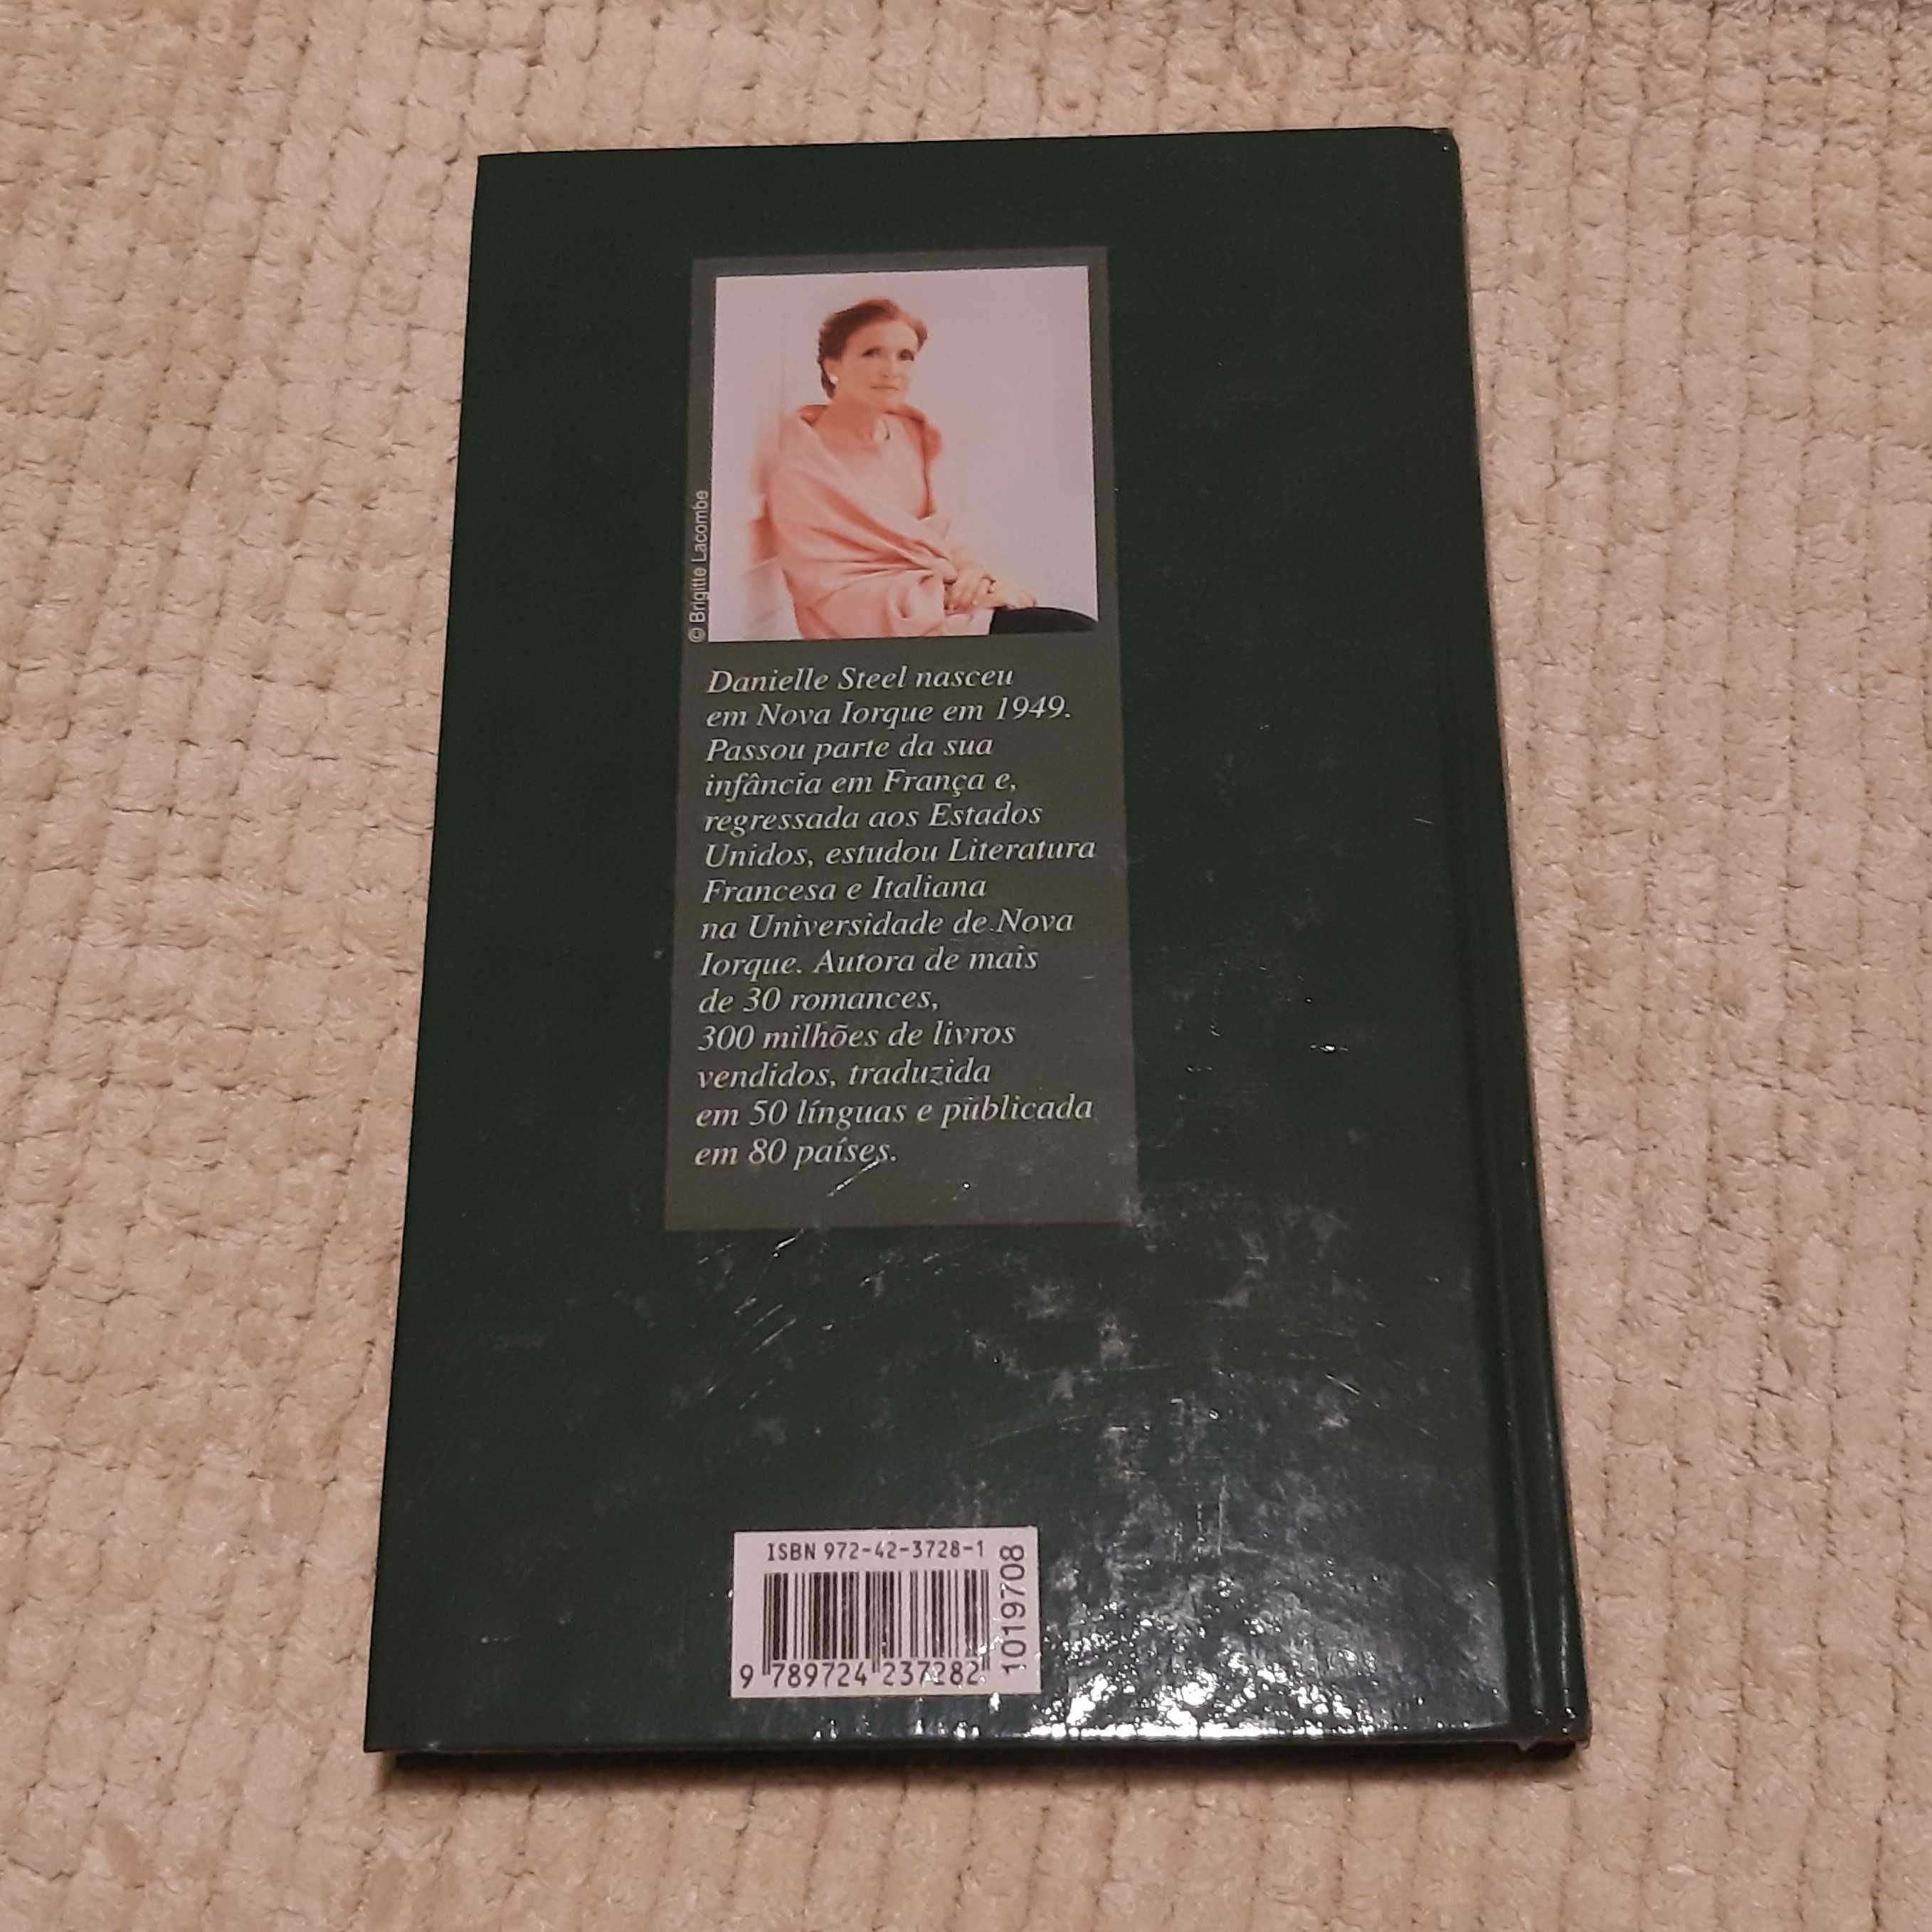 © Brigitte Lacombe
Danielle Steel nasceu
em Nova Iorque em 1949.
Passou parte da sua
infância em França e,
regressada aos Estados
Unidos, estudou Literatura
Francesa e Italiana
na Universidade de Nova
Iorque. Autora de mais
de 30 romances,
300 milhões de livros
vendidos, traduzida
em 50 línguas e publicada
em 80 países.
ISBN 972-42-3728-1
9 789724 237282
1019708